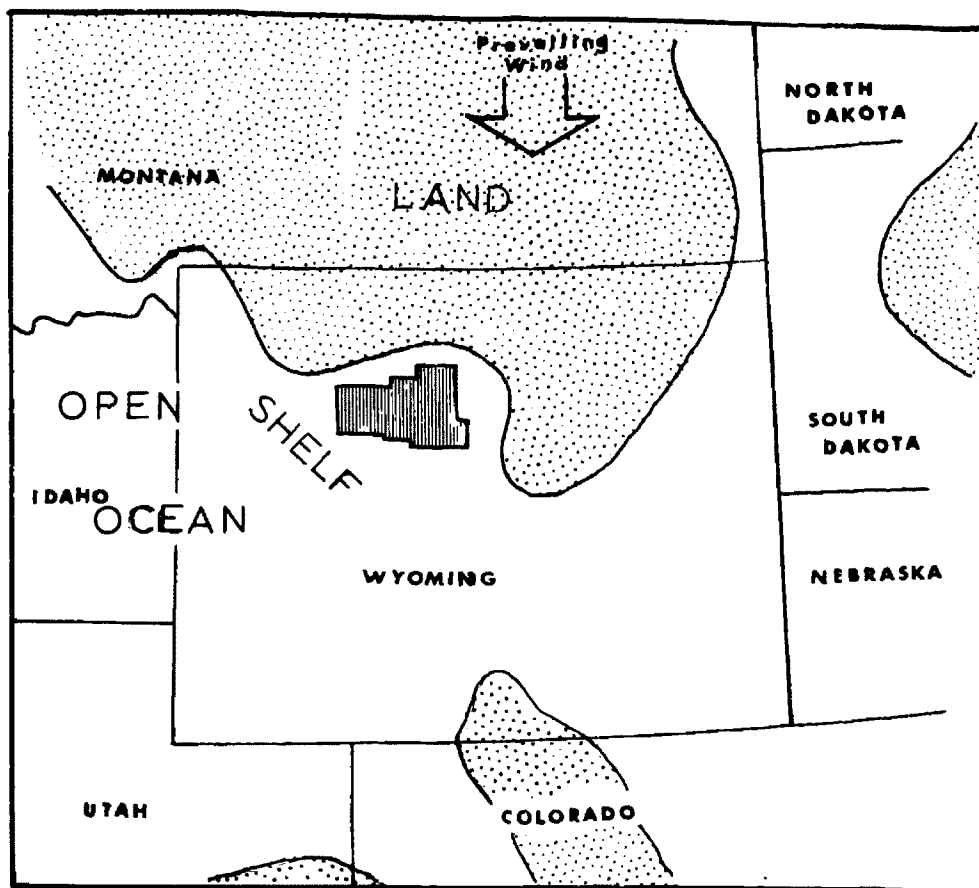 Prevailing
Wind
NORTH
DAKOTA
MONTANA
LAND
OPEN
SHELF
SOUTH
DAKOTA
IDAHO
OCEAN
WYOMING
NEBRASKA
UTAH
COLORADO